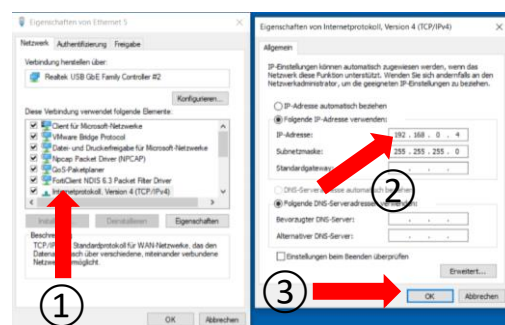 Eigenschaften von Ethernet 5
Netzwerk Authentifizierung Freigabe
Verbindung herstellen über:
Realtek USB GbE Family Controller #2
Konfigurieren...
Diese Verbindung verwendet folgende Elemente:
Client für Microsoft-Netzwerke
VMware Bridge Protocol
Datei- und Druckerfreigabe für Microsoft-Netzwerke
Npcap Packet Driver (NPCAP)
QoS-Paketplaner
FortiClient NDIS 6.3 Packet Filter Driver
Internetprotokoll, Version 4 (TCP/IPv4)
Deinstallieren Eigenschaften
TCP/IP Standardprotokoll für WAN-Netzwerke, das den
über verschiedene, miteinander verbundene
1
OK Abbrechen
Eigenschaften von Internetprotokoll, Version 4 (TCP/IPv4)
Allgemein
IP-Einstellungen können automatisch zugewiesen werden, wenn das
Netzwerk diese Funktion unterstützt. Wenden Sie sich andernfalls an den
Netzwerkadministrator, um die geeigneten IP-Einstellungen zu beziehen.
IP-Adresse automatisch beziehen
Folgende IP-Adresse verwenden:
IP-Adresse: 192 . 168 . 0 . 4
Subnetzmaske: 255 . 255 . 255 . 0
Standardgateway: . . .
2
DNS-Serveradresse automatisch beziehen
Folgende DNS-Serveradressen verwenden:
Bevorzugter DNS-Server: . . .
Alternativer DNS-Server: . . .
Einstellungen beim Beenden überprüfen
Erweitert...
3
OK Abbrechen